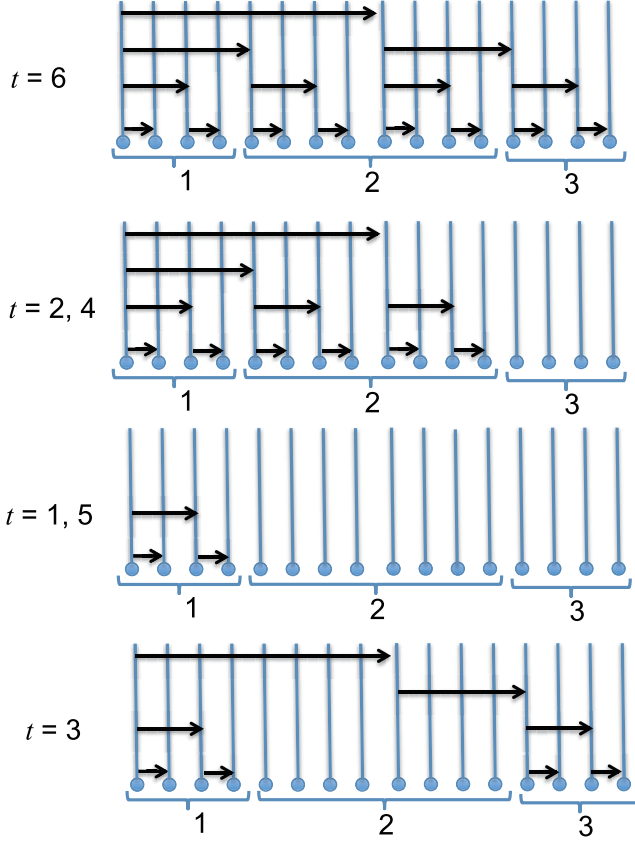 t = 6
1 2 3
t = 2, 4
1 2 3
t = 1, 5
1 2 3
t = 3
1 2 3